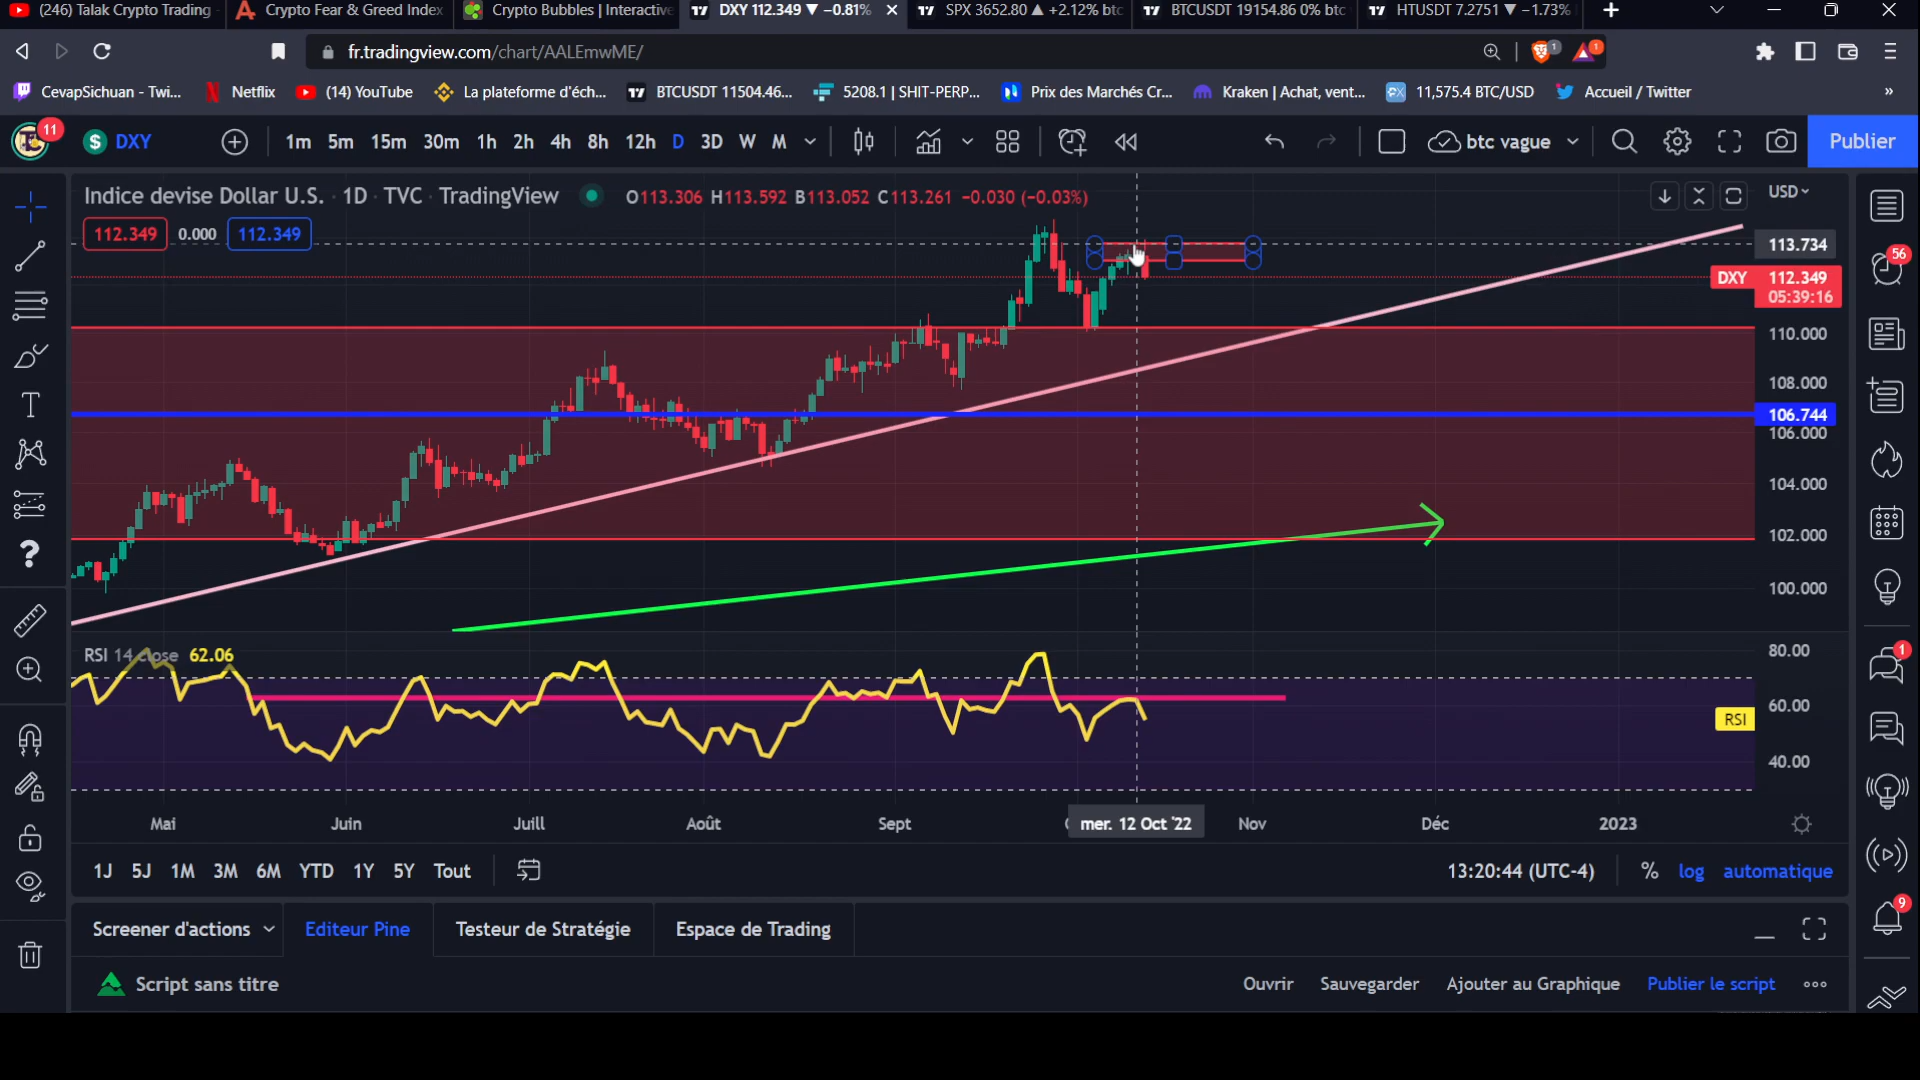 (246) Talak Crypto Trading
Crypto Fear & Greed Index
Crypto Bubbles | Interactive
DXY 112.349 ▼ −0.81%
SPX 3652.80 ▲ +2.12% btc
BTCUSDT 19154.86 0% btc
HTUSDT 7.2751 ▼ −1.73%
fr.tradingview.com/chart/AALEmwME/
1
1
CevapSichuan - Twi...
Netflix
(14) YouTube
La plateforme d'éch...
BTCUSDT 11504.46...
5208.1 | SHIT-PERP...
Prix des Marchés Cr...
Kraken | Achat, vent...
11,575.4 BTC/USD
Accueil / Twitter
»
11
$ DXY
1m 5m 15m 30m 1h 2h 4h 8h 12h D 3D W M
btc vague
Publier
Indice devise Dollar U.S. · 1D · TVC · TradingView
O113.306 H113.592 B113.052 C113.261 −0.030 (−0.03%)
USD
112.349 0.000 112.349
113.734
DXY 112.349
05:39:16
110.000
108.000
106.744
106.000
104.000
102.000
100.000
56
1
9
RSI 14 close 62.06
80.00
60.00
RSI
40.00
Mai
Juin
Juill
Août
Sept
mer. 12 Oct '22
Nov
Déc
2023
1J 5J 1M 3M 6M YTD 1Y 5Y Tout
13:20:44 (UTC-4)
% log automatique
Screener d'actions
Editeur Pine
Testeur de Stratégie
Espace de Trading
Script sans titre
Ouvrir
Sauvegarder
Ajouter au Graphique
Publier le script